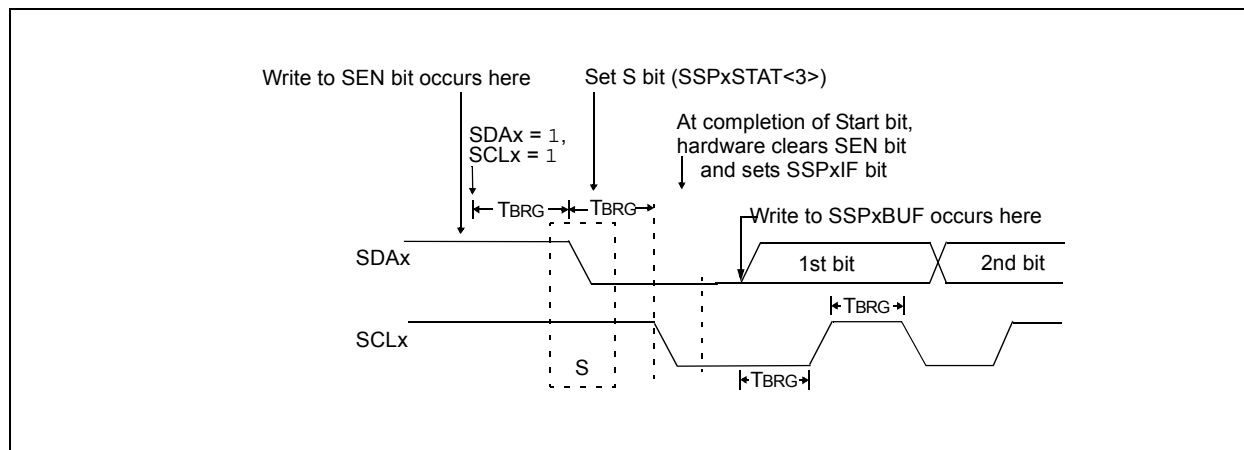 Write to SEN bit occurs here
Set S bit (SSPxSTAT<3>)
SDAx = 1,
SCLx = 1
At completion of Start bit,
hardware clears SEN bit
and sets SSPxIF bit
TBRG
TBRG
Write to SSPxBUF occurs here
SDAx
1st bit
2nd bit
TBRG
SCLx
S
TBRG